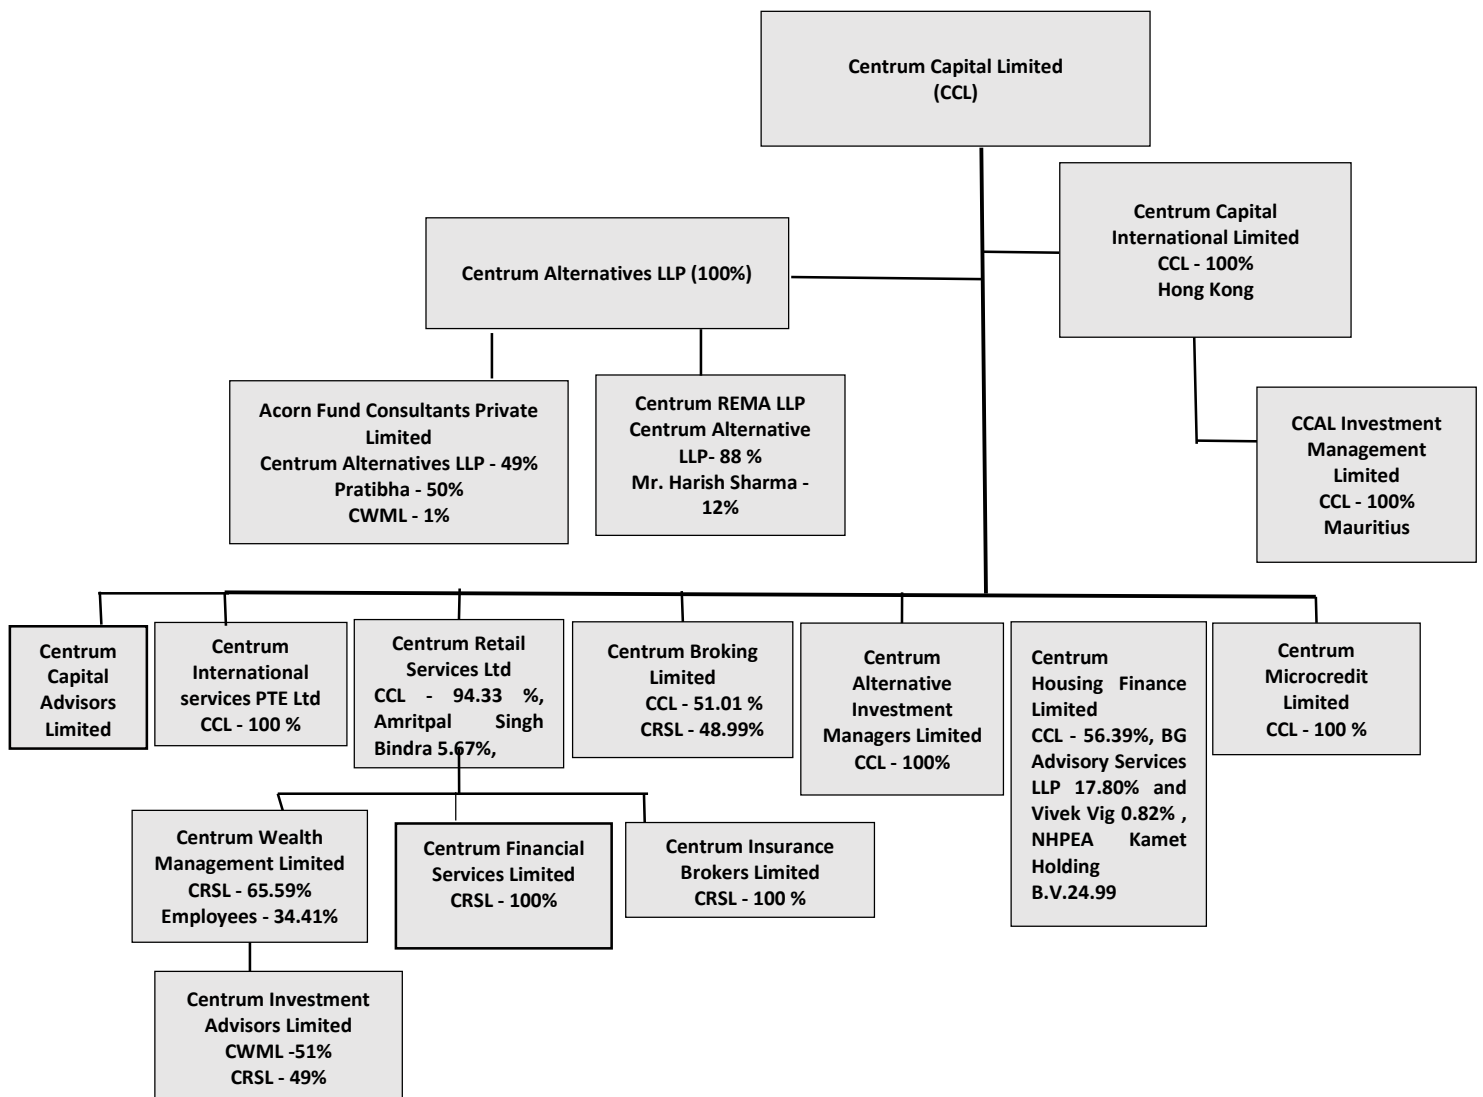 Centrum Capital Limited
(CCL)
Centrum Capital
International Limited
CCL - 100%
Hong Kong
Centrum Alternatives LLP (100%)
Acorn Fund Consultants Private
Limited
Centrum Alternatives LLP - 49%
Pratibha - 50%
CWML - 1%
Centrum REMA LLP
Centrum Alternative
LLP- 88 %
Mr. Harish Sharma -
12%
CCAL Investment
Management
Limited
CCL - 100%
Mauritius
Centrum
Capital
Advisors
Limited
Centrum
International
services PTE Ltd
CCL - 100 %
Centrum Retail
Services Ltd
CCL - 94.33 %,
Amritpal Singh
Bindra 5.67%,
Centrum Broking
Limited
CCL - 51.01 %
CRSL - 48.99%
Centrum
Alternative
Investment
Managers Limited
CCL - 100%
Centrum
Housing Finance
Limited
CCL - 56.39%, BG
Advisory Services
LLP 17.80% and
Vivek Vig 0.82% ,
NHPEA Kamet
Holding
B.V.24.99
Centrum
Microcredit
Limited
CCL - 100 %
Centrum Wealth
Management Limited
CRSL - 65.59%
Employees - 34.41%
Centrum Financial
Services Limited
CRSL - 100%
Centrum Insurance
Brokers Limited
CRSL - 100 %
Centrum Investment
Advisors Limited
CWML -51%
CRSL - 49%